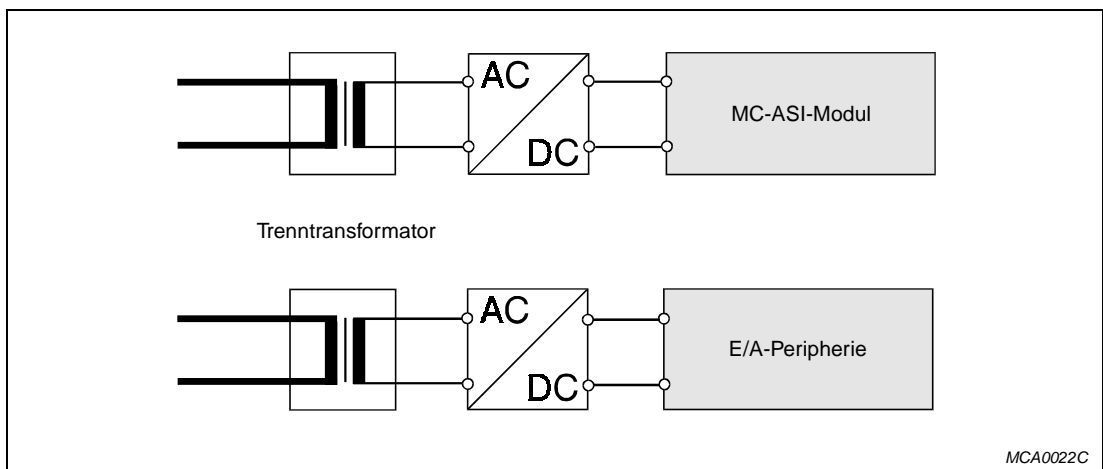 AC
DC
MC-ASI-Modul
Trenntransformator
AC
DC
E/A-Peripherie
MCA0022C